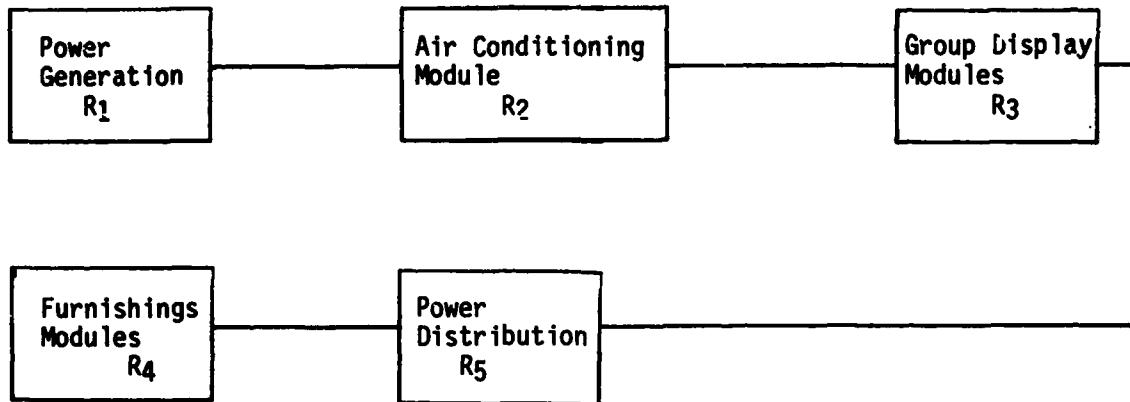 Power
Generation
R1
Air Conditioning
Module
R2
Group Display
Modules
R3
Furnishings
Modules
R4
Power
Distribution
R5